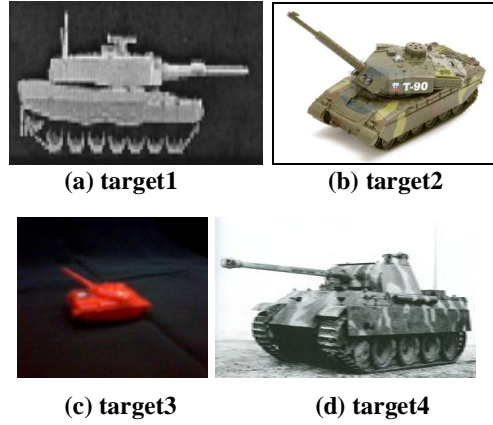 T-90
(a) target1
(b) target2
(c) target3
(d) target4